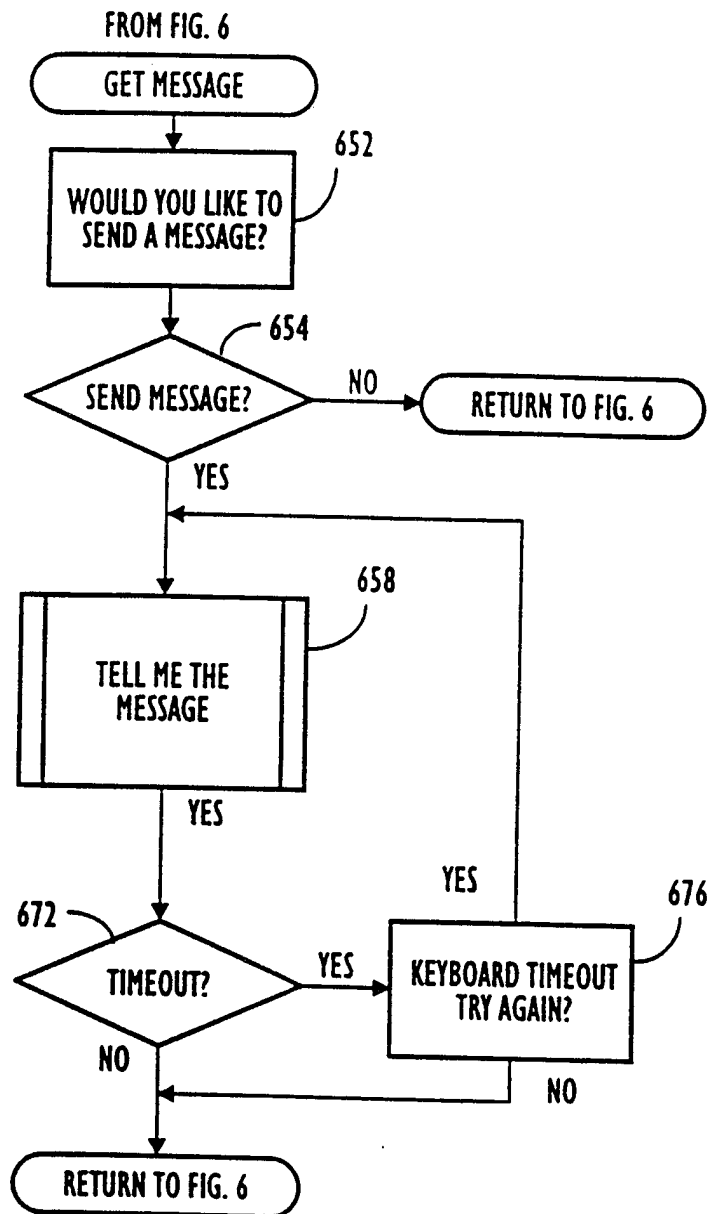 FROM FIG. 6
GET MESSAGE
652
WOULD YOU LIKE TO
SEND A MESSAGE?
654
SEND MESSAGE?
NO
RETURN TO FIG. 6
YES
658
TELL ME THE
MESSAGE
YES
YES
676
672
TIMEOUT?
YES
KEYBOARD TIMEOUT
TRY AGAIN?
NO
NO
RETURN TO FIG. 6